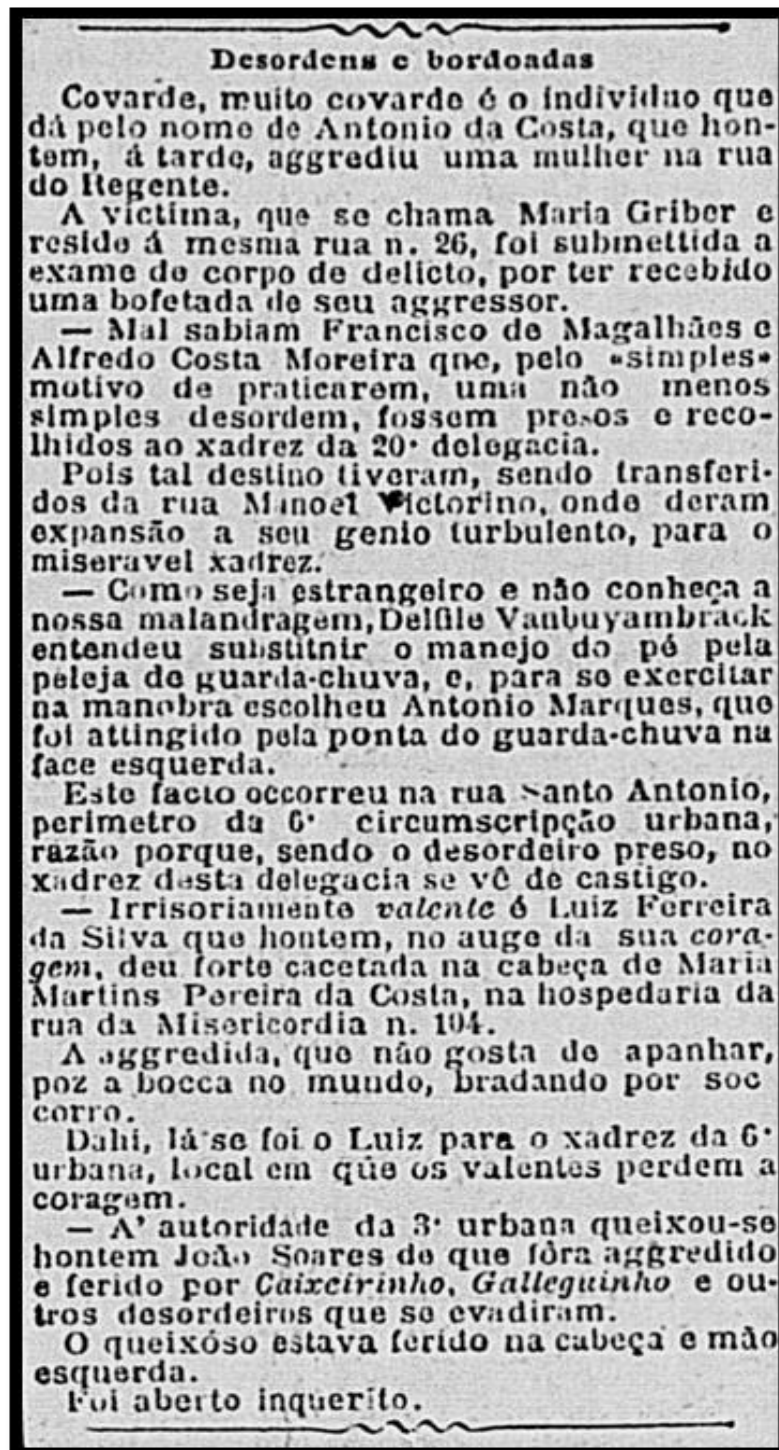 Desordens e bordoadas
Covarde, muito covarde é o individuo que
dá pelo nome de Antonio da Costa, que hon-
tem, á tarde, aggrediu uma mulher na rua
do Regente.
A victima, que se chama Maria Griber e
reside á mesma rua n. 26, foi submettida a
exame de corpo de delicto, por ter recebido
uma bofetada de seu aggressor.
— Mal sabiam Francisco de Magalhães e
Alfredo Costa Moreira que, pelo «simples»
motivo de praticarem, uma não menos
simples desordem, fossem presos e reco-
lhidos ao xadrez da 20ª delegacia.
Pois tal destino tiveram, sendo transferi-
dos da rua Manoel Victorino, onde deram
expansão a seu genio turbulento, para o
miseravel xadrez.
— Como seja estrangeiro e não conheça a
nossa malandragem, Delfile Vanbuyambrack
entendeu substitnir o manejo do pé pela
peleja de guarda-chuva, e, para se exercitar
na manobra escolheu Antonio Marques, que
foi attingido pela ponta do guarda-chuva na
face esquerda.
Este facto occorreu na rua Santo Antonio,
perimetro da 6ª circumscripção urbana,
razão porque, sendo o desordeiro preso, no
xadrez desta delegacia se vê de castigo.
— Irrisoriamente valente é Luiz Ferreira
da Silva que hontem, no auge da sua cora-
gem, deu forte cacetada na cabeça de Maria
Martins Pereira da Costa, na hospedaria da
rua da Misericordia n. 104.
A aggredida, que não gosta de apanhar,
poz a bocca no mundo, bradando por soc
corro.
Dahi, lá se foi o Luiz para o xadrez da 6ª
urbana, local em que os valentes perdem a
coragem.
— A' autoridade da 3ª urbana queixou-se
hontem João Soares de que fôra aggredido
e ferido por Caixeirinho, Galleguinho e ou-
tros desordeiros que se evadiram.
O queixóso estava ferido na cabeça e mão
esquerda.
Foi aberto inquerito.